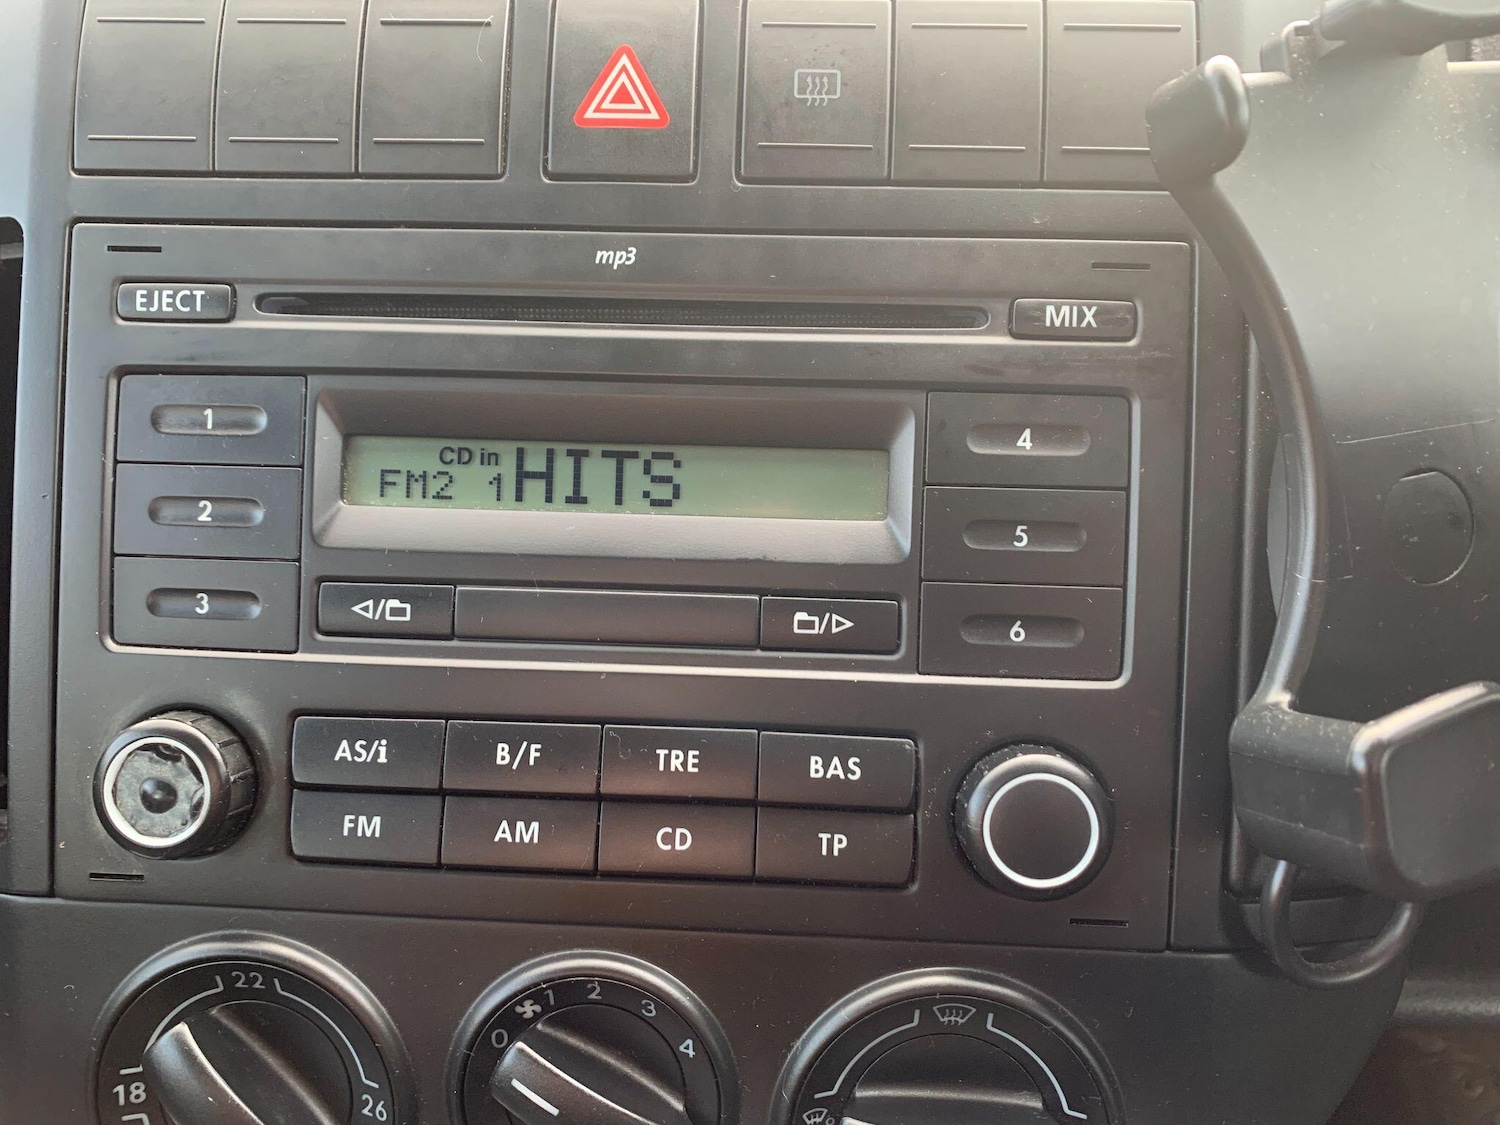 mp3
EJECT
MIX
1
4
CD in
FM2 1 HITS
2
5
3
6
AS/i B/F TRE BAS
FM AM CD TP
22
18
26
0 1 2 3 4